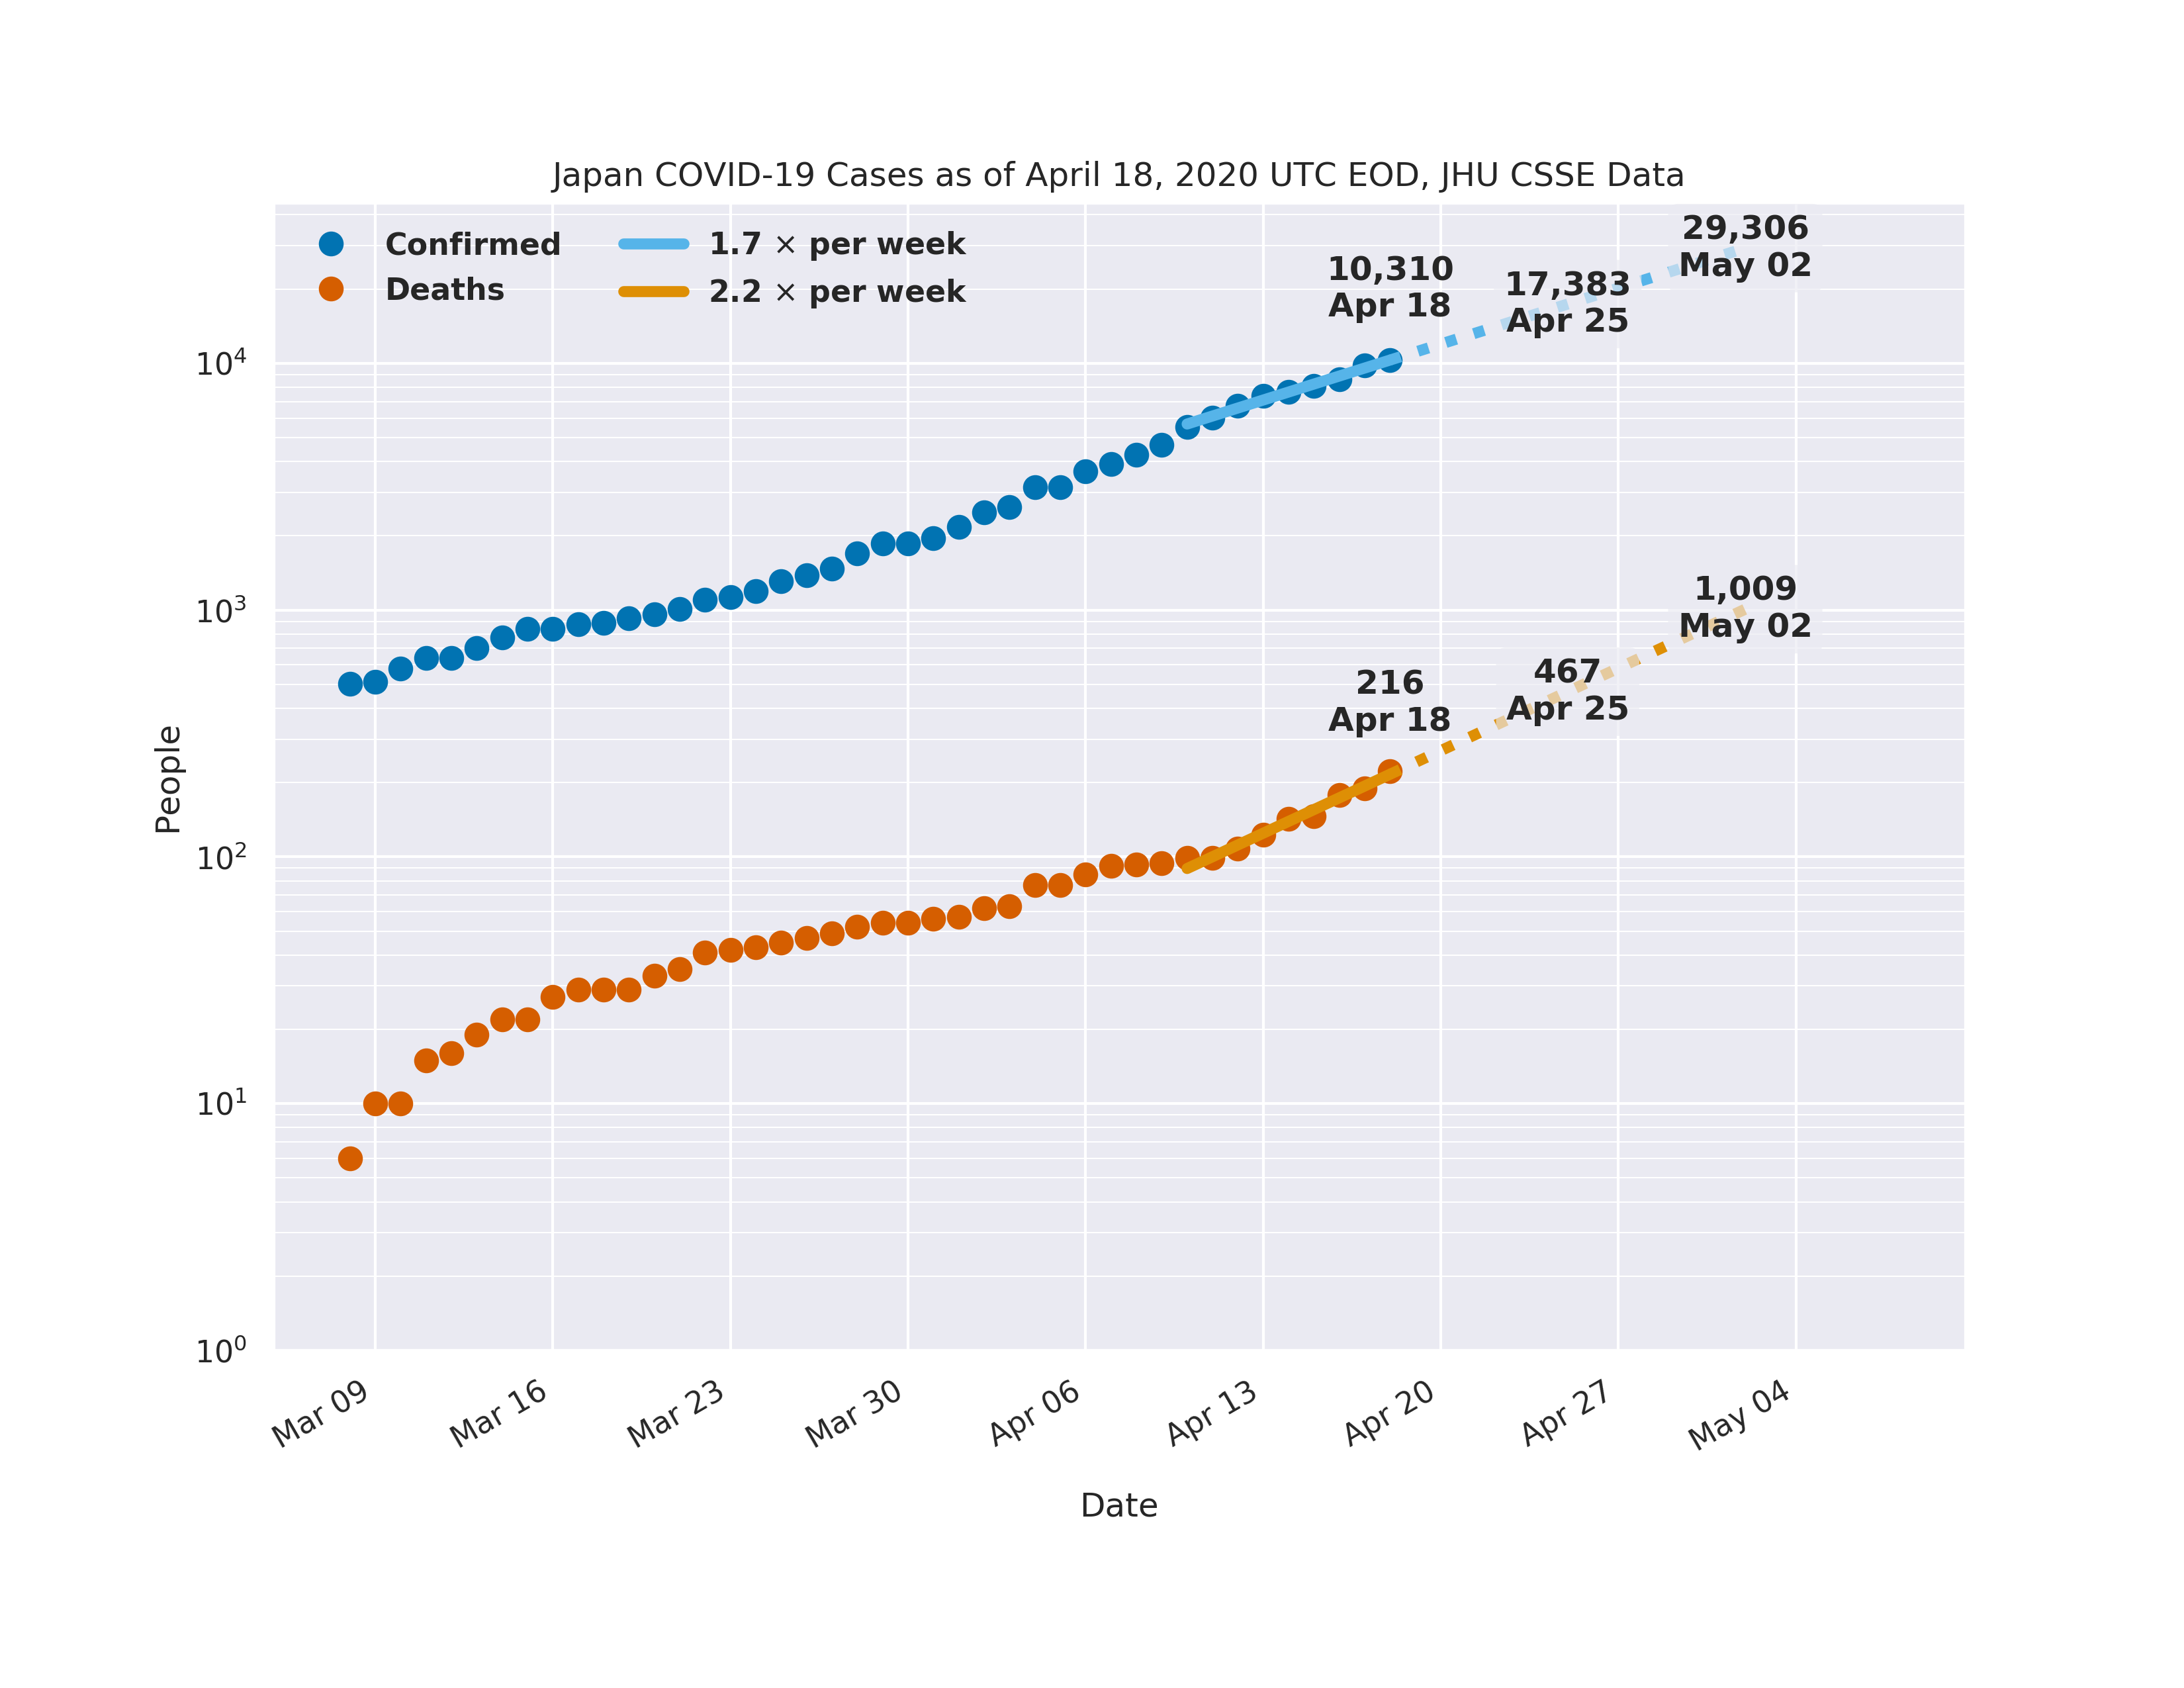 Japan COVID-19 Cases as of April 18, 2020 UTC EOD, JHU CSSE Data
Confirmed
Deaths
1.7 × per week
2.2 × per week
10,310
Apr 18
17,383
Apr 25
29,306
May 02
216
Apr 18
467
Apr 25
1,009
May 02
People
10⁴
10³
10²
10¹
10⁰
Mar 09
Mar 16
Mar 23
Mar 30
Apr 06
Apr 13
Apr 20
Apr 27
May 04
Date